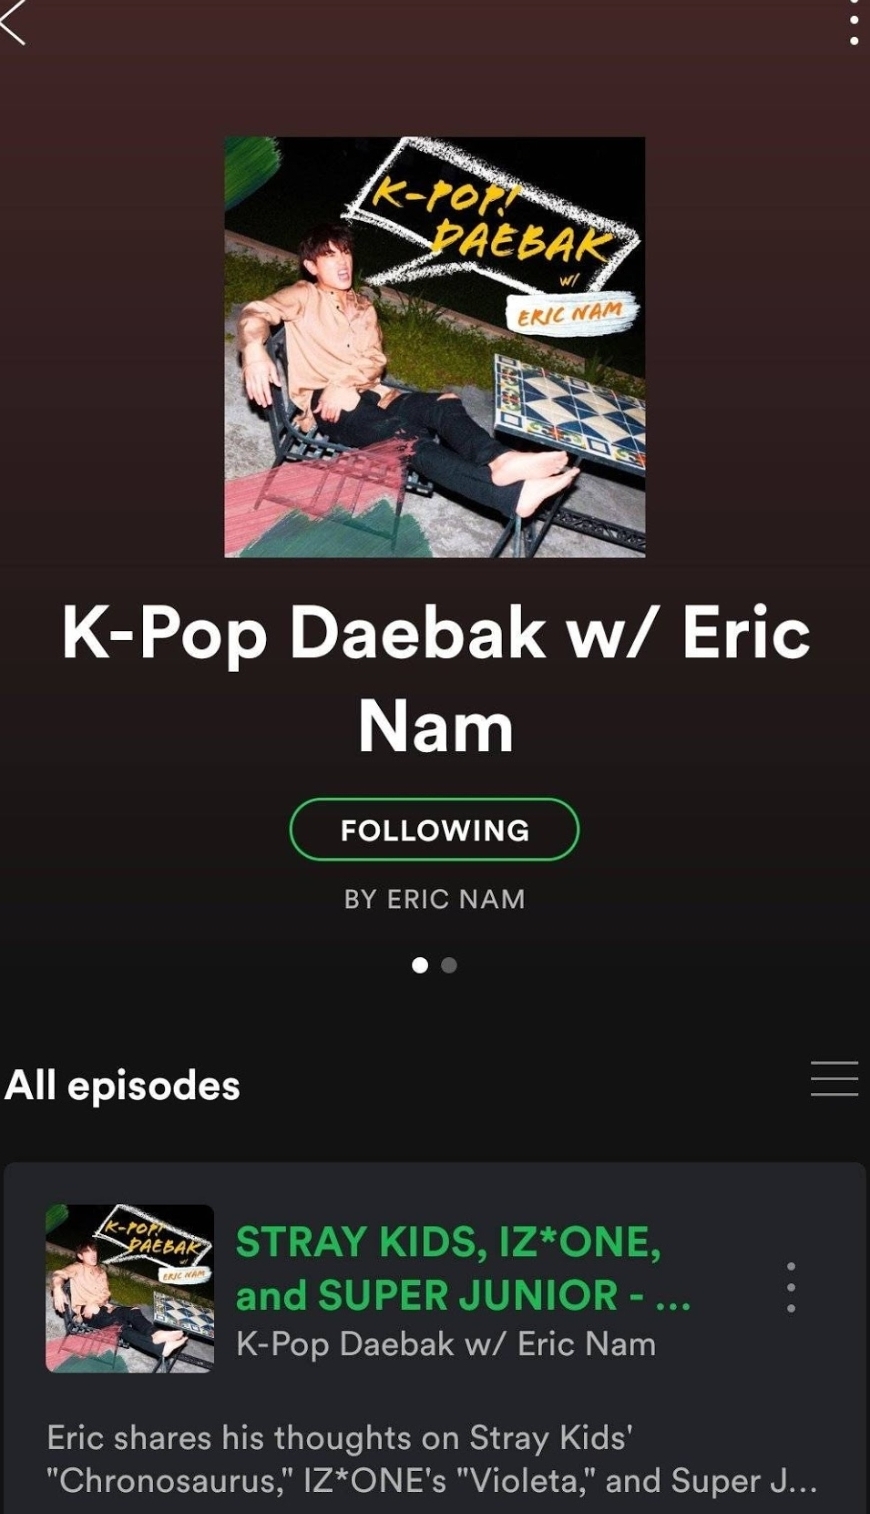 K-POP!
DAEBAK
w/
ERIC NAM
K-Pop Daebak w/ Eric
Nam
FOLLOWING
BY ERIC NAM
All episodes
K-POP!
DAEBAK
w/
ERIC NAM
STRAY KIDS, IZ*ONE,
and SUPER JUNIOR - ...
K-Pop Daebak w/ Eric Nam
Eric shares his thoughts on Stray Kids'
"Chronosaurus," IZ*ONE's "Violeta," and Super J...